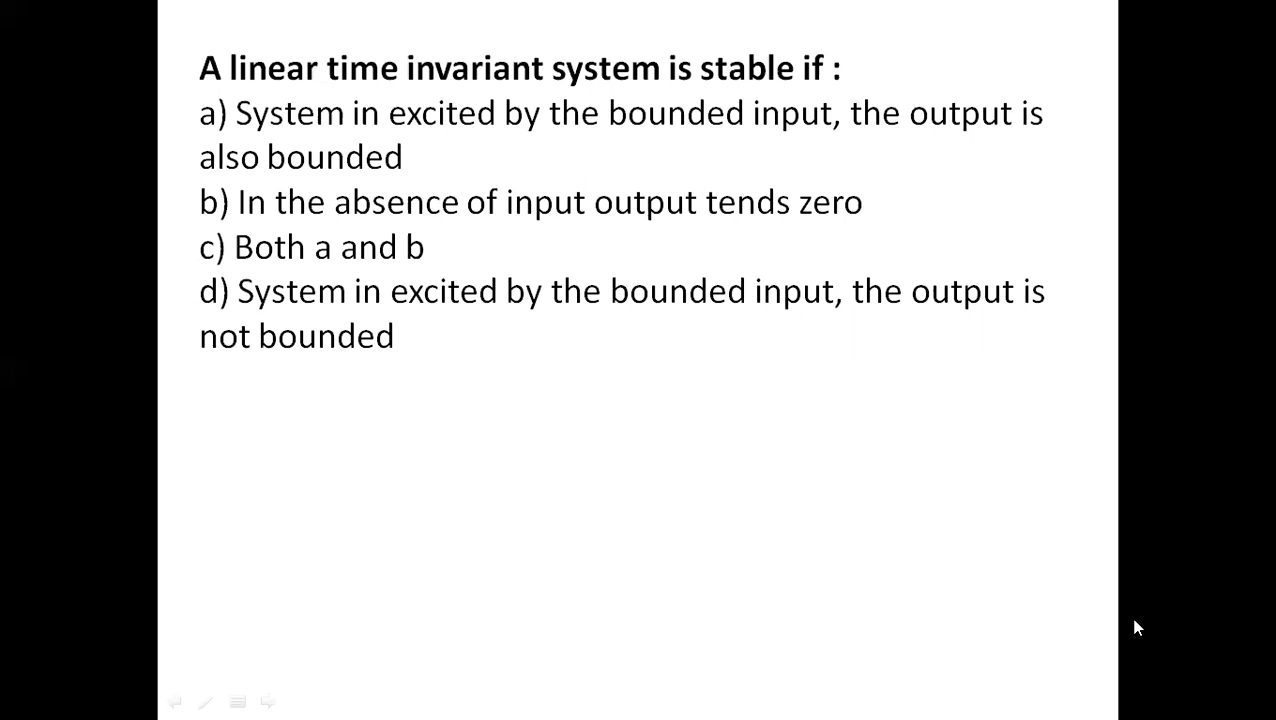 A linear time invariant system is stable if :
a) System in excited by the bounded input, the output is
also bounded
b) In the absence of input output tends zero
c) Both a and b
d) System in excited by the bounded input, the output is
not bounded